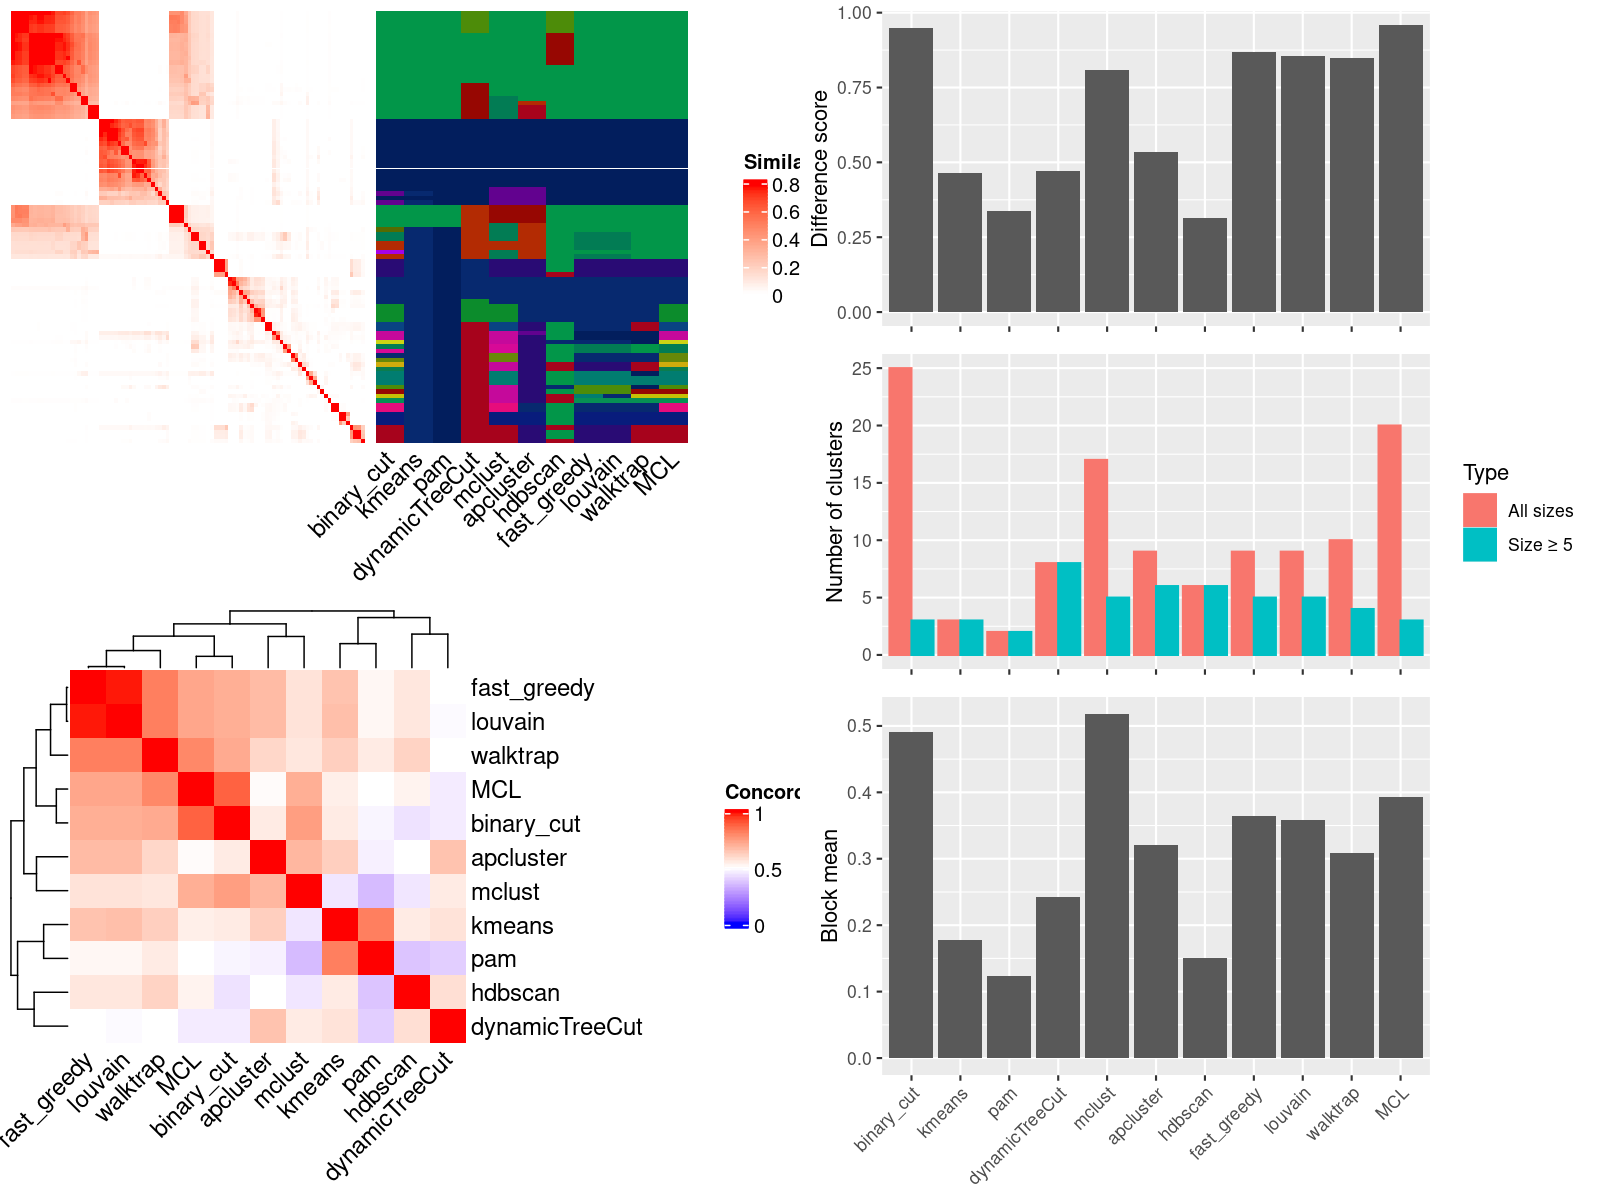 Simila
0.8
0.6
0.4
0.2
0
binary_cut
kmeans
pam
dynamicTreeCut
mclust
apcluster
hdbscan
fast_greedy
louvain
walktrap
MCL
fast_greedy
louvain
walktrap
MCL
binary_cut
apcluster
mclust
kmeans
pam
hdbscan
dynamicTreeCut
fast_greedy
louvain
walktrap
MCL
binary_cut
apcluster
mclust
kmeans
pam
hdbscan
dynamicTreeCut
Concord
1
0.5
0
Difference score
1.00
0.75
0.50
0.25
0.00
Number of clusters
25
20
15
10
5
0
Type
All sizes
Size ≥ 5
Block mean
0.5
0.4
0.3
0.2
0.1
0.0
binary_cut
kmeans
pam
dynamicTreeCut
mclust
apcluster
hdbscan
fast_greedy
louvain
walktrap
MCL